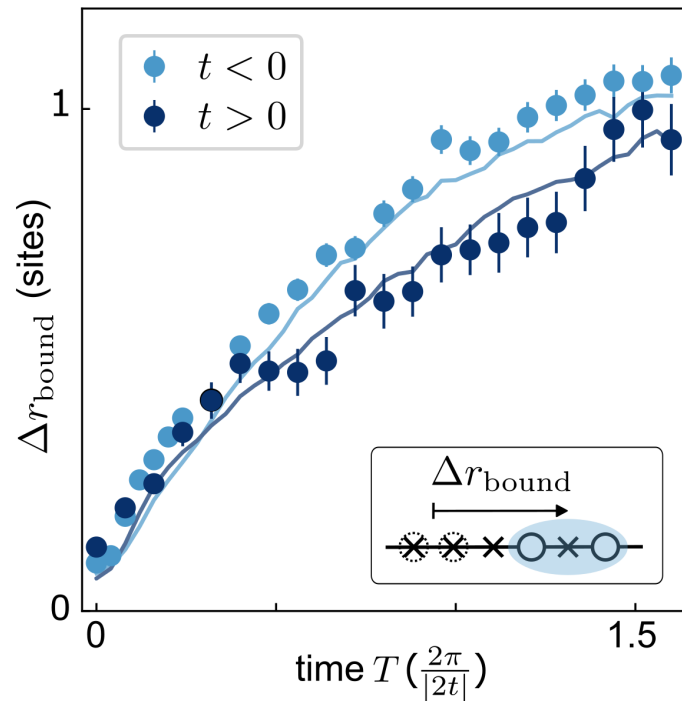 t < 0
t > 0
1
Δr_bound (sites)
Δr_bound
0
0 1.5
time T (2π/|2t|)